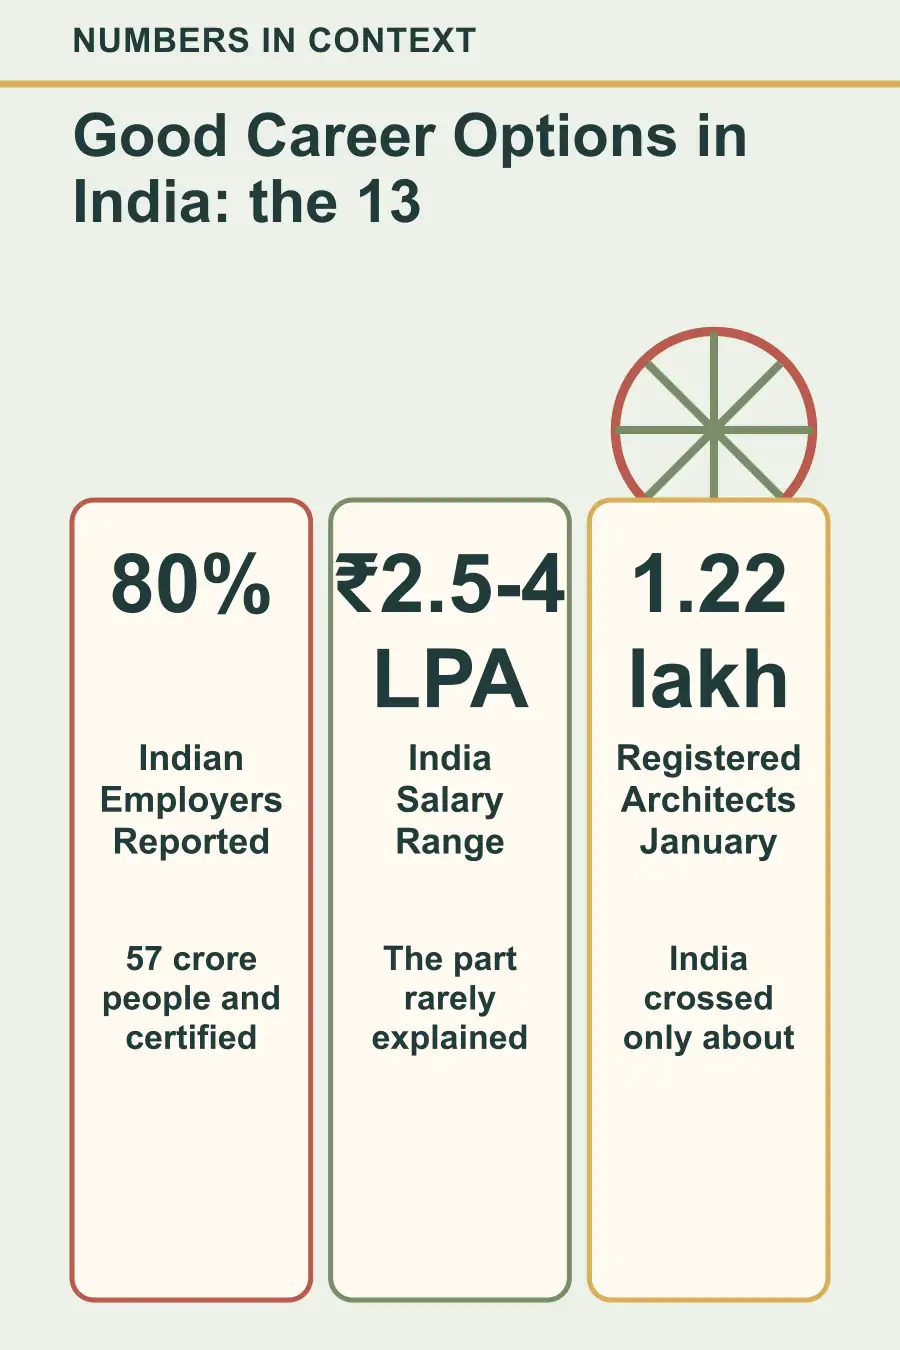 NUMBERS IN CONTEXT
Good Career Options in
India: the 13
80%
Indian
Employers
Reported
57 crore
people and
certified
₹2.5-4
LPA
India
Salary
Range
The part
rarely
explained
1.22
lakh
Registered
Architects
January
India
crossed
only about